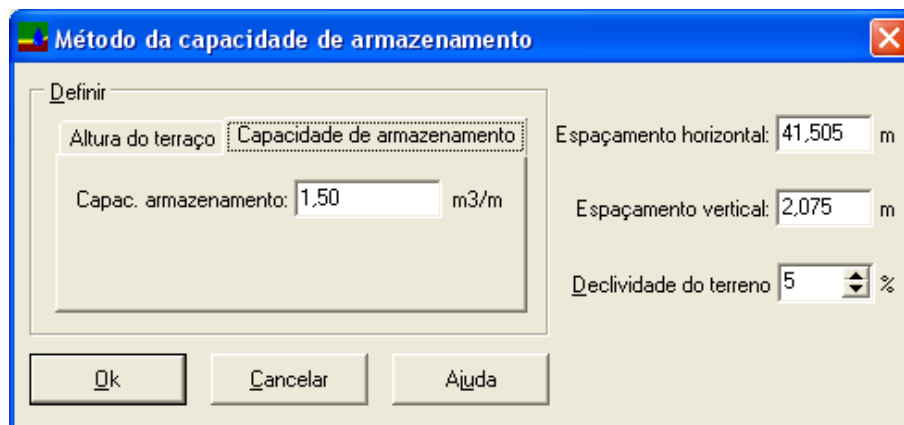 Método da capacidade de armazenamento
Definir
Altura do terraço
Capacidade de armazenamento
Capac. armazenamento: 1,50 m3/m
Espaçamento horizontal: 41,505 m
Espaçamento vertical: 2,075 m
Declividade do terreno 5 %
Ok
Cancelar
Ajuda